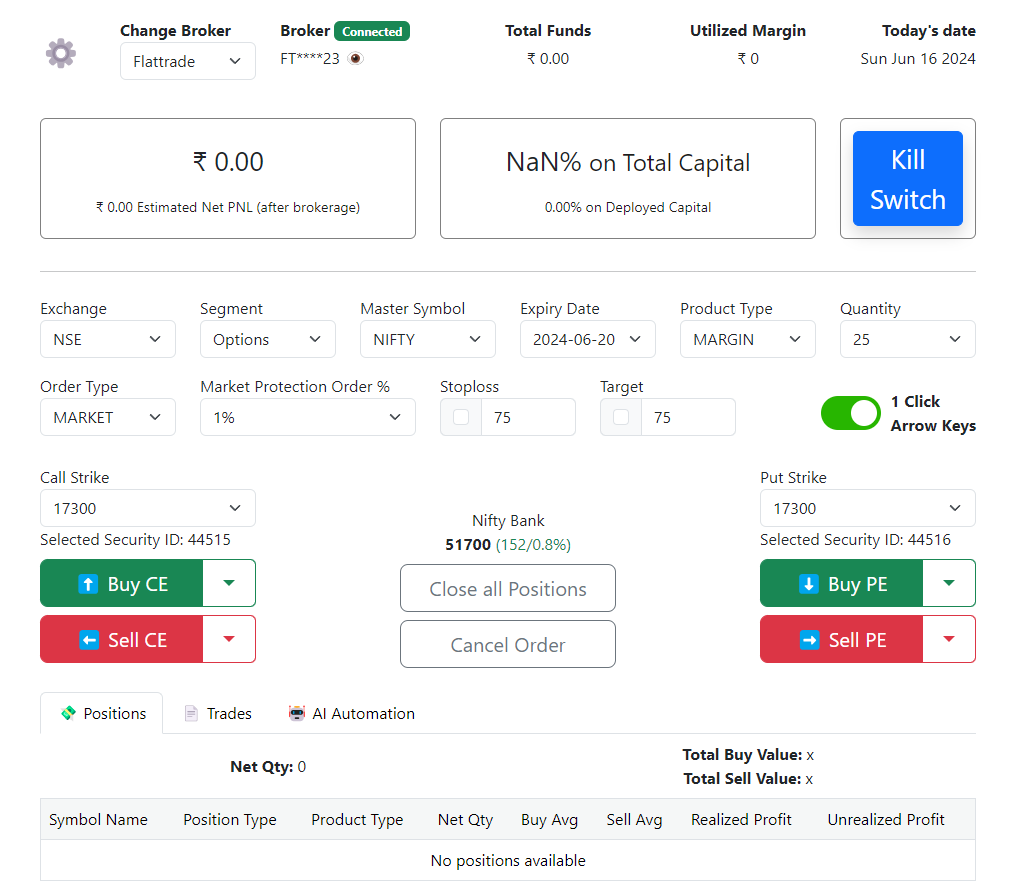 Change Broker
Flattrade
Broker Connected
FT****23
Total Funds
₹ 0.00
Utilized Margin
₹ 0
Today's date
Sun Jun 16 2024
₹ 0.00
₹ 0.00 Estimated Net PNL (after brokerage)
NaN% on Total Capital
0.00% on Deployed Capital
Kill
Switch
Exchange
NSE
Segment
Options
Master Symbol
NIFTY
Expiry Date
2024-06-20
Product Type
MARGIN
Quantity
25
Order Type
MARKET
Market Protection Order %
1%
Stoploss
75
Target
75
1 Click
Arrow Keys
Call Strike
17300
Selected Security ID: 44515
Buy CE
Sell CE
Nifty Bank
51700 (152/0.8%)
Close all Positions
Cancel Order
Put Strike
17300
Selected Security ID: 44516
Buy PE
Sell PE
Positions
Trades
AI Automation
Net Qty: 0
Total Buy Value: x
Total Sell Value: x
Symbol Name Position Type Product Type Net Qty Buy Avg Sell Avg Realized Profit Unrealized Profit
No positions available